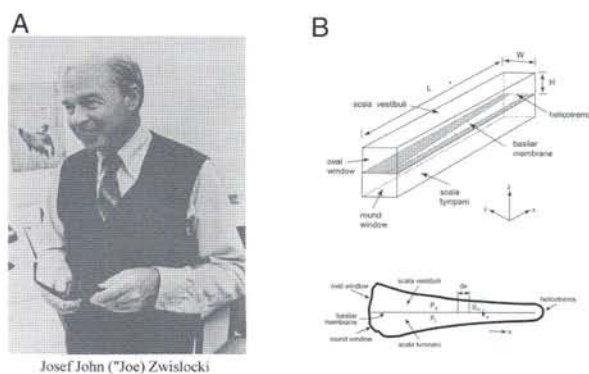 A
B
W
H
L
scala vestibuli
helicotrema
basilar
membrane
oval
window
scala
tympani
round
window
z
x
oval window
scala vestibuli
dx
helicotrema
basilar
membrane
round window
scala tympani
x
Josef John ("Joe) Zwislocki